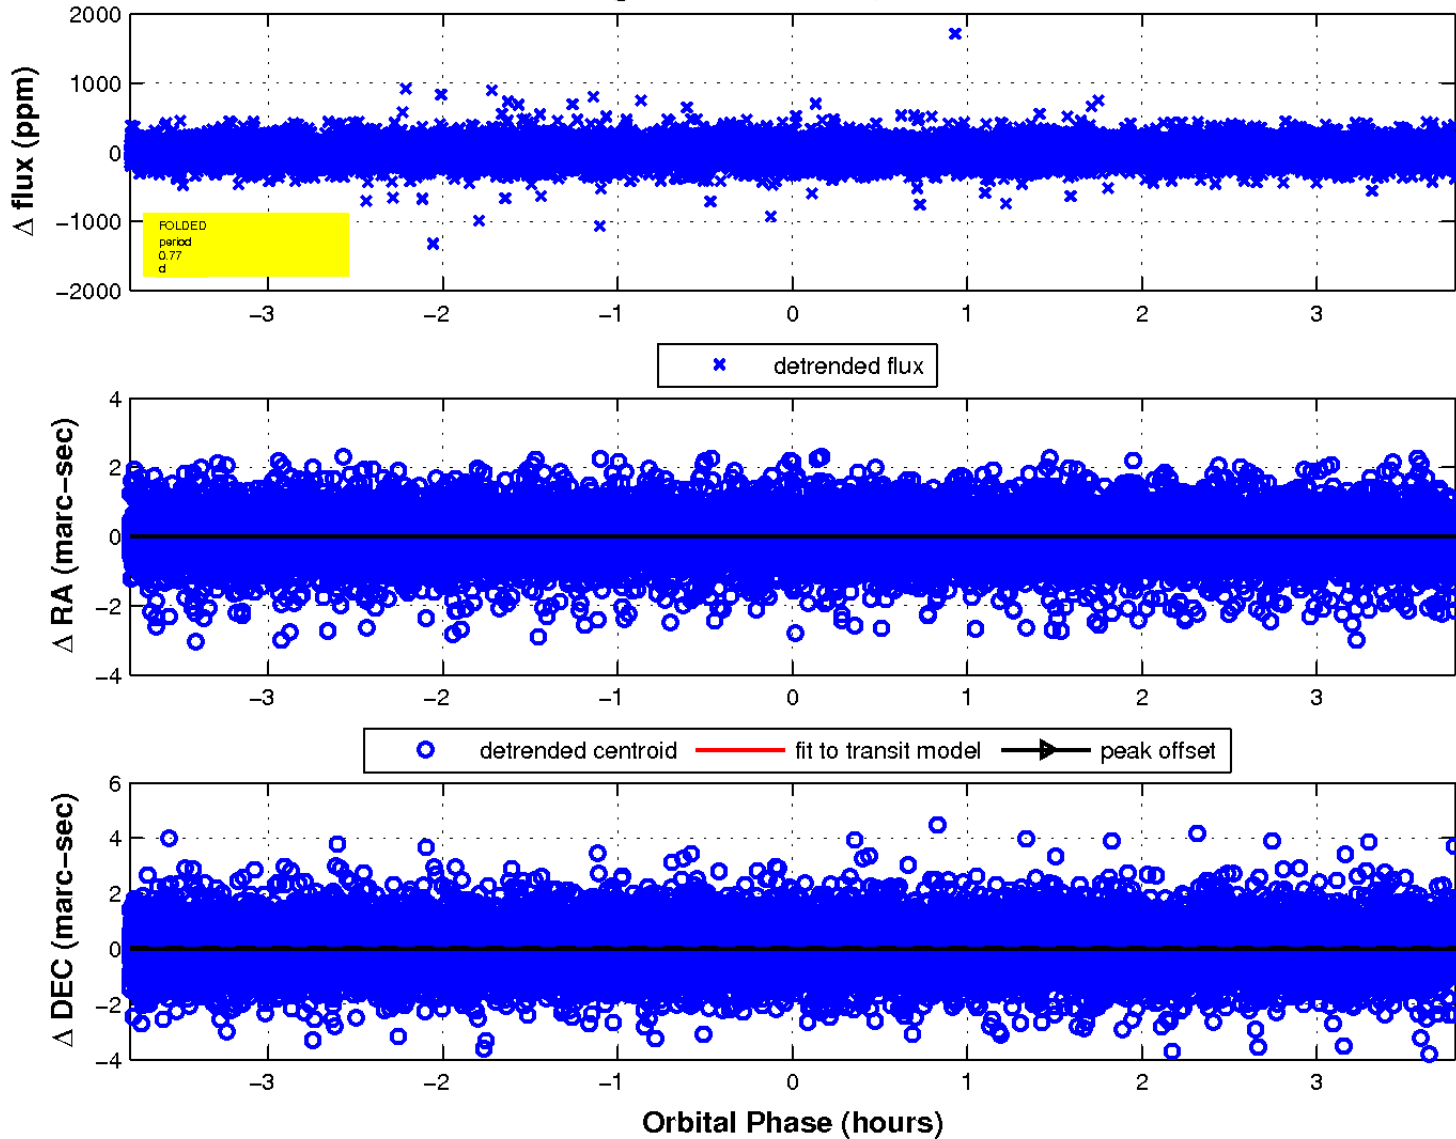 2000
1000
0
−1000
−2000
Δ flux (ppm)
FOLDED
period
0.77
d
−3 −2 −1 0 1 2 3
detrended flux
4
2
0
−2
−4
Δ RA (marc−sec)
−3 −2 −1 0 1 2 3
detrended centroid fit to transit model peak offset
6
4
2
0
−2
−4
Δ DEC (marc−sec)
−3 −2 −1 0 1 2 3
Orbital Phase (hours)